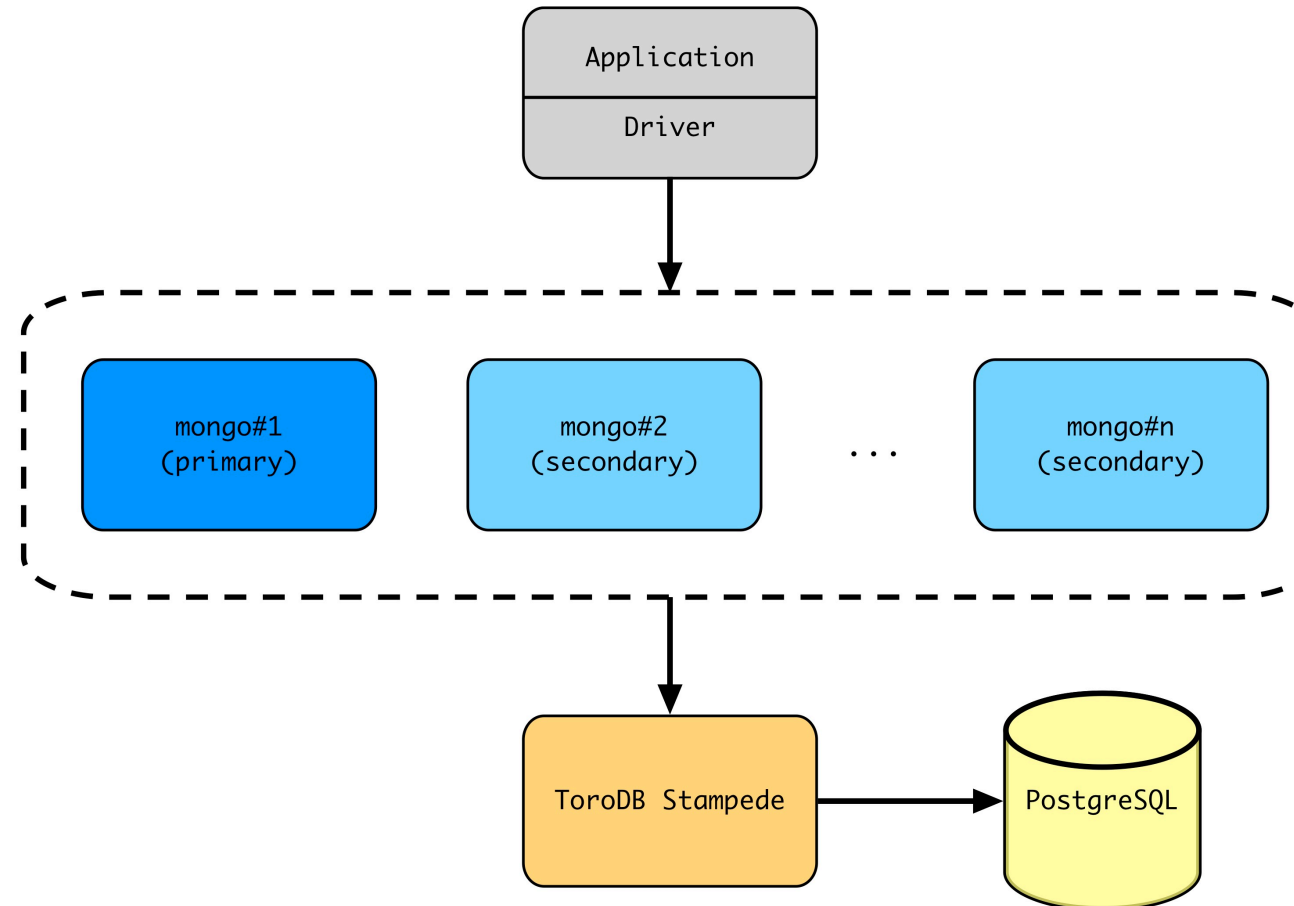 Application
Driver
mongo#1
(primary)
mongo#2
(secondary)
...
mongo#n
(secondary)
ToroDB Stampede
PostgreSQL